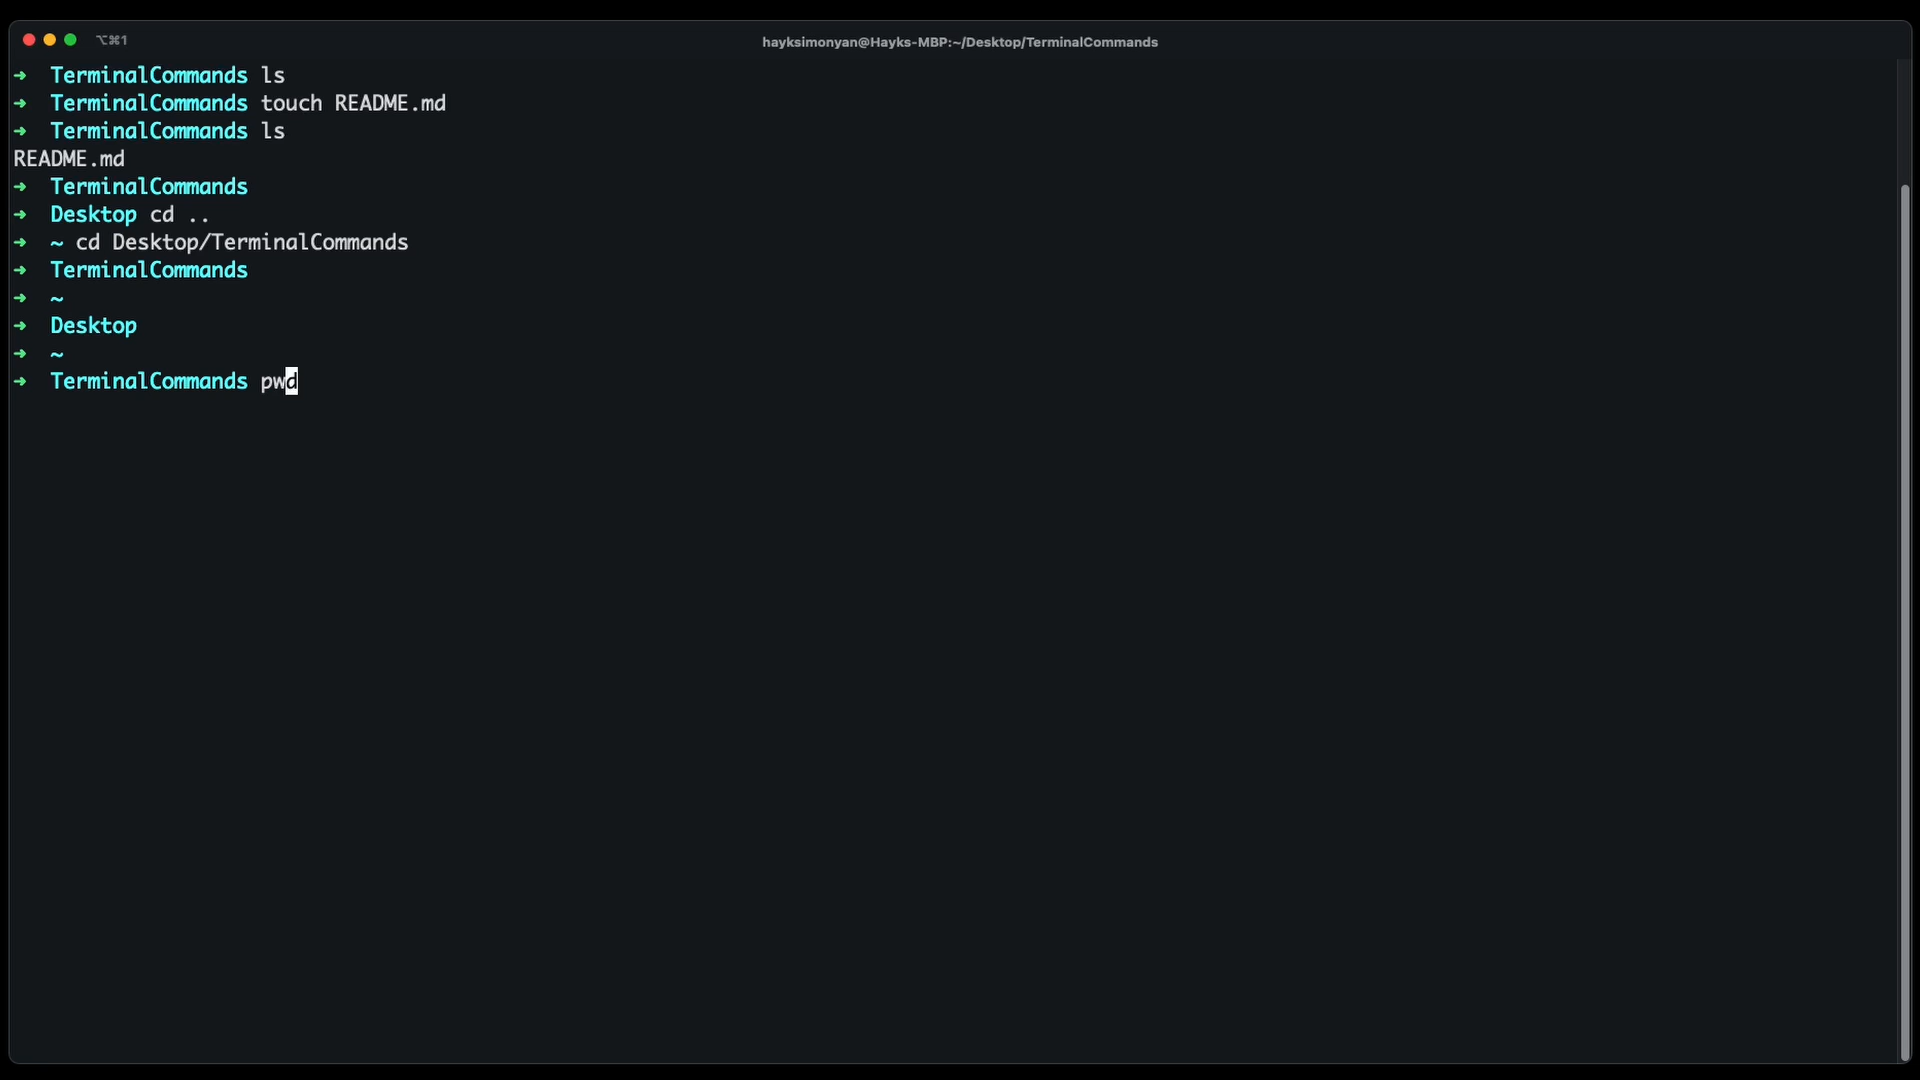 ⌥⌘1
hayksimonyan@Hayks-MBP:~/Desktop/TerminalCommands
➜ TerminalCommands ls
➜ TerminalCommands touch README.md
➜ TerminalCommands ls
README.md
➜ TerminalCommands
➜ Desktop cd ..
➜ ~ cd Desktop/TerminalCommands
➜ TerminalCommands
➜ ~
➜ Desktop
➜ ~
➜ TerminalCommands pwd